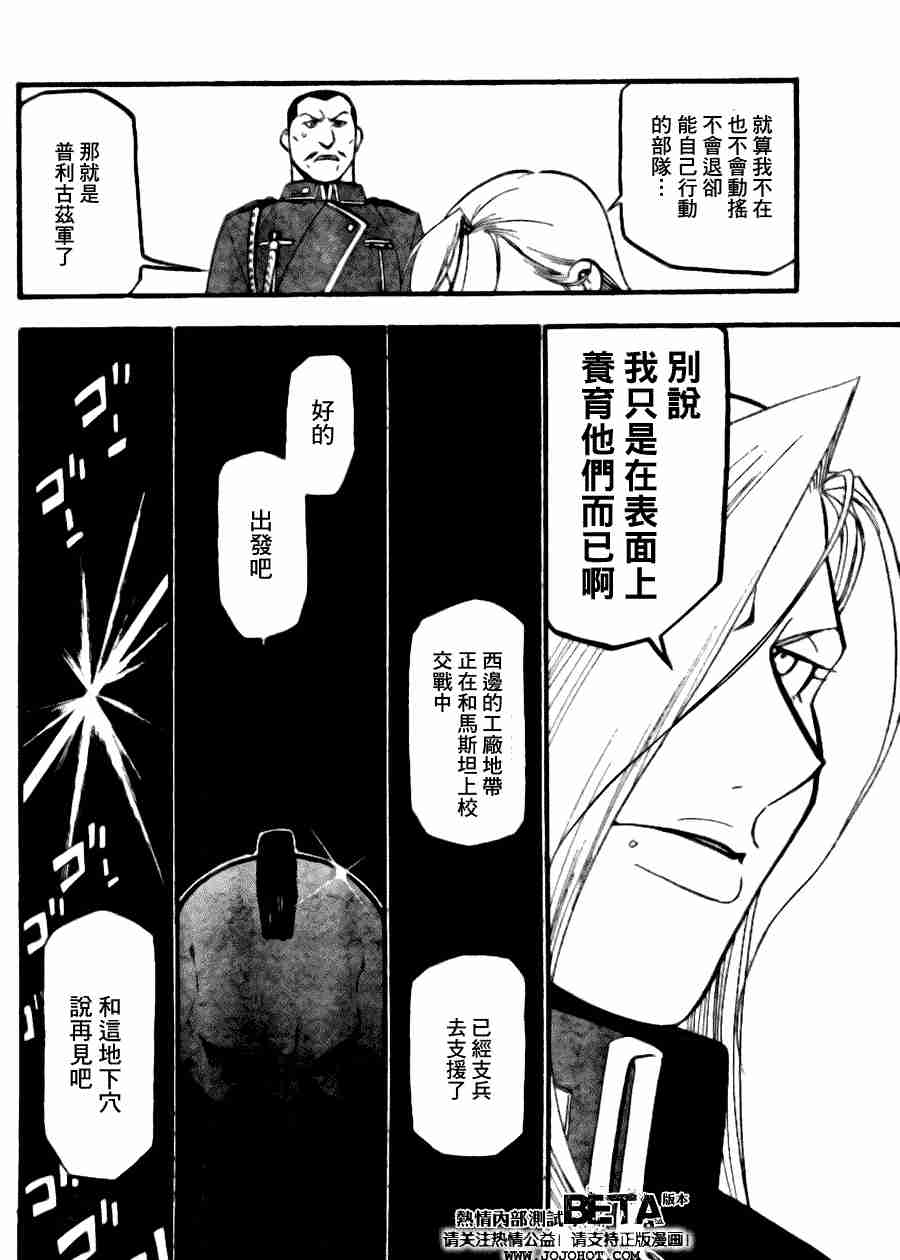 就算我不在
也不會動搖
不會退卻
能自己行動
的部隊…
那就是
普利古茲軍了
別說
我只是在表面上
養育他們而已啊
西邊的工廠地帶
正在和馬斯坦上校
交戰中
已經支兵
去支援了
好的
出發吧
ゴゴ
ゴゴゴ
和這地下穴
說再見吧
熱情內部測試BETA版本
请关注热情公益! 请支持正版漫画!
WWW.JOJOHOT.COM